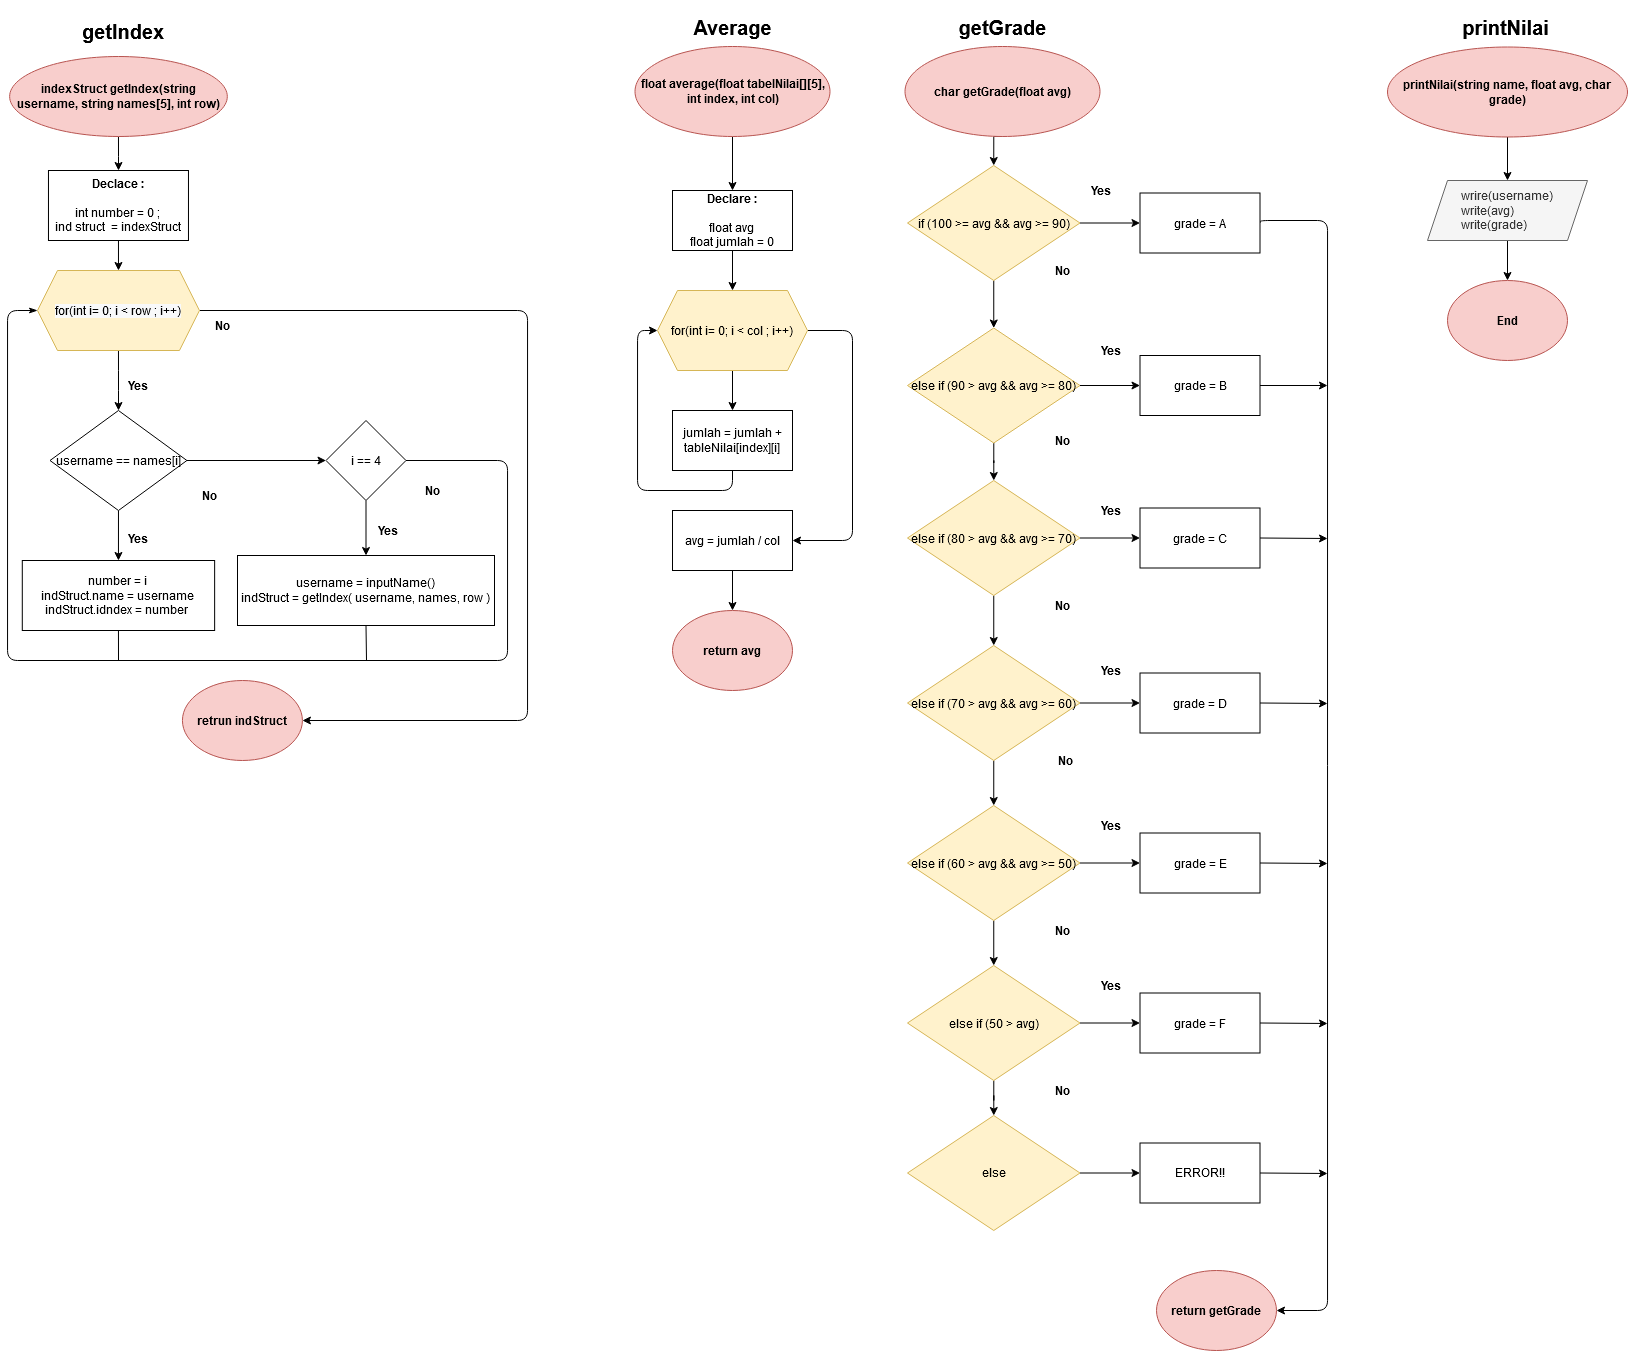 getIndex
indexStruct getIndex(string
username, string names[5], int row)
Declace :
int number = 0 ;
ind struct  = indexStruct
for(int i= 0; i < row ; i++)
No
Yes
username == names[i]
No
i == 4
No
Yes
Yes
number = i
indStruct.name = username
indStruct.idndex = number
username = inputName()
indStruct = getIndex( username, names, row )
retrun indStruct
Average
float average(float tabelNilai[][5],
int index, int col)
Declare :
float avg
float jumlah = 0
for(int i= 0; i < col ; i++)
jumlah = jumlah +
tableNilai[index][i]
avg = jumlah / col
return avg
getGrade
char getGrade(float avg)
if (100 >= avg && avg >= 90)
Yes
grade = A
No
else if (90 > avg && avg >= 80)
Yes
grade = B
No
else if (80 > avg && avg >= 70)
Yes
grade = C
No
else if (70 > avg && avg >= 60)
Yes
grade = D
No
else if (60 > avg && avg >= 50)
Yes
grade = E
No
else if (50 > avg)
Yes
grade = F
No
else
ERROR!!
return getGrade
printNilai
printNilai(string name, float avg, char
grade)
wrire(username)
write(avg)
write(grade)
End